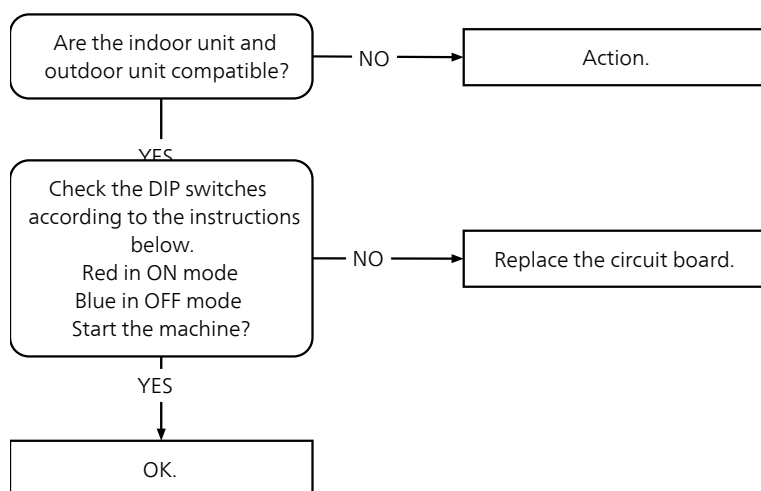 Are the indoor unit and
outdoor unit compatible?
NO
Action.
YES
Check the DIP switches
according to the instructions
below.
Red in ON mode
Blue in OFF mode
Start the machine?
NO
Replace the circuit board.
YES
OK.